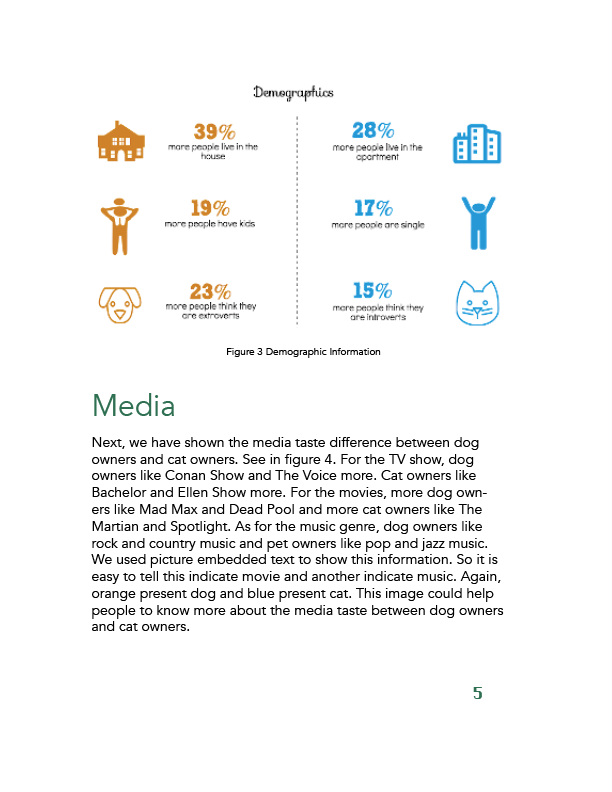 Demographics
39%
more people live in the
house
28%
more people live in the
apartment
19%
more people have kids
17%
more people are single
23%
more people think they
are extroverts
15%
more people think they
are introverts
Figure 3 Demographic Information
Media
Next, we have shown the media taste difference between dog
owners and cat owners. See in figure 4. For the TV show, dog
owners like Conan Show and The Voice more. Cat owners like
Bachelor and Ellen Show more. For the movies, more dog own-
ers like Mad Max and Dead Pool and more cat owners like The
Martian and Spotlight. As for the music genre, dog owners like
rock and country music and pet owners like pop and jazz music.
We used picture embedded text to show this information. So it is
easy to tell this indicate movie and another indicate music. Again,
orange present dog and blue present cat. This image could help
people to know more about the media taste between dog owners
and cat owners.
5